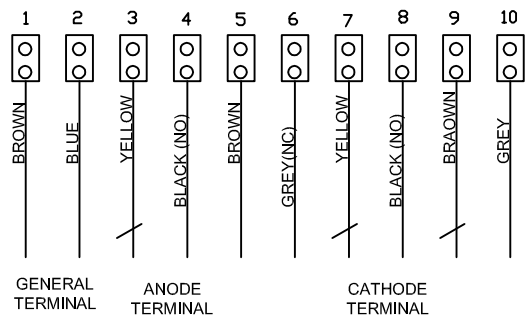 1 2 3 4 5 6 7 8 9 10
BROWN
BLUE
YELLOW
BLACK (NO)
BROWN
GREY(NC)
YELLOW
BLACK (NO)
BRAOWN
GREY
GENERAL
TERMINAL
ANODE
TERMINAL
CATHODE
TERMINAL